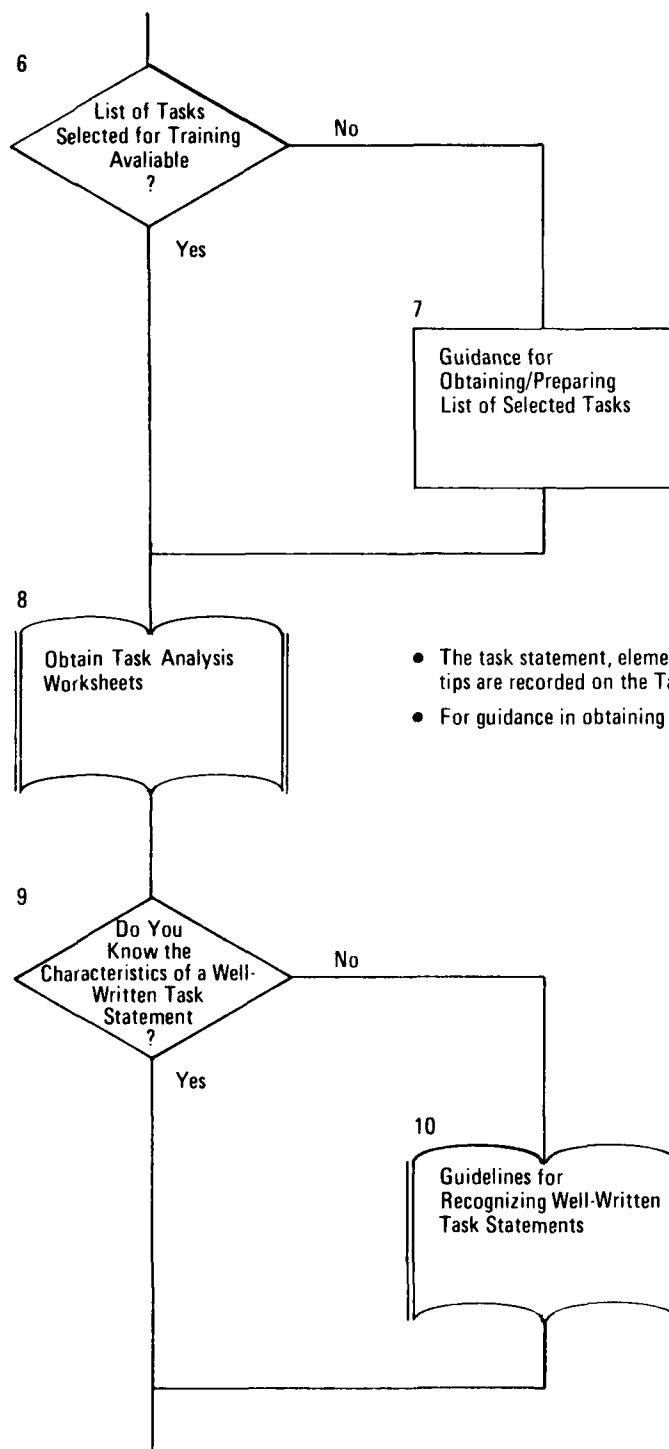 6
List of Tasks
Selected for Training
Avaliable
?
No
Yes
7
Guidance for
Obtaining/Preparing
List of Selected Tasks
8
Obtain Task Analysis
Worksheets
• The task statement, eleme
tips are recorded on the Ta
• For guidance in obtaining
9
Do You
Know the
Characteristics of a Well-
Written Task
Statement
?
No
Yes
10
Guidelines for
Recognizing Well-Written
Task Statements